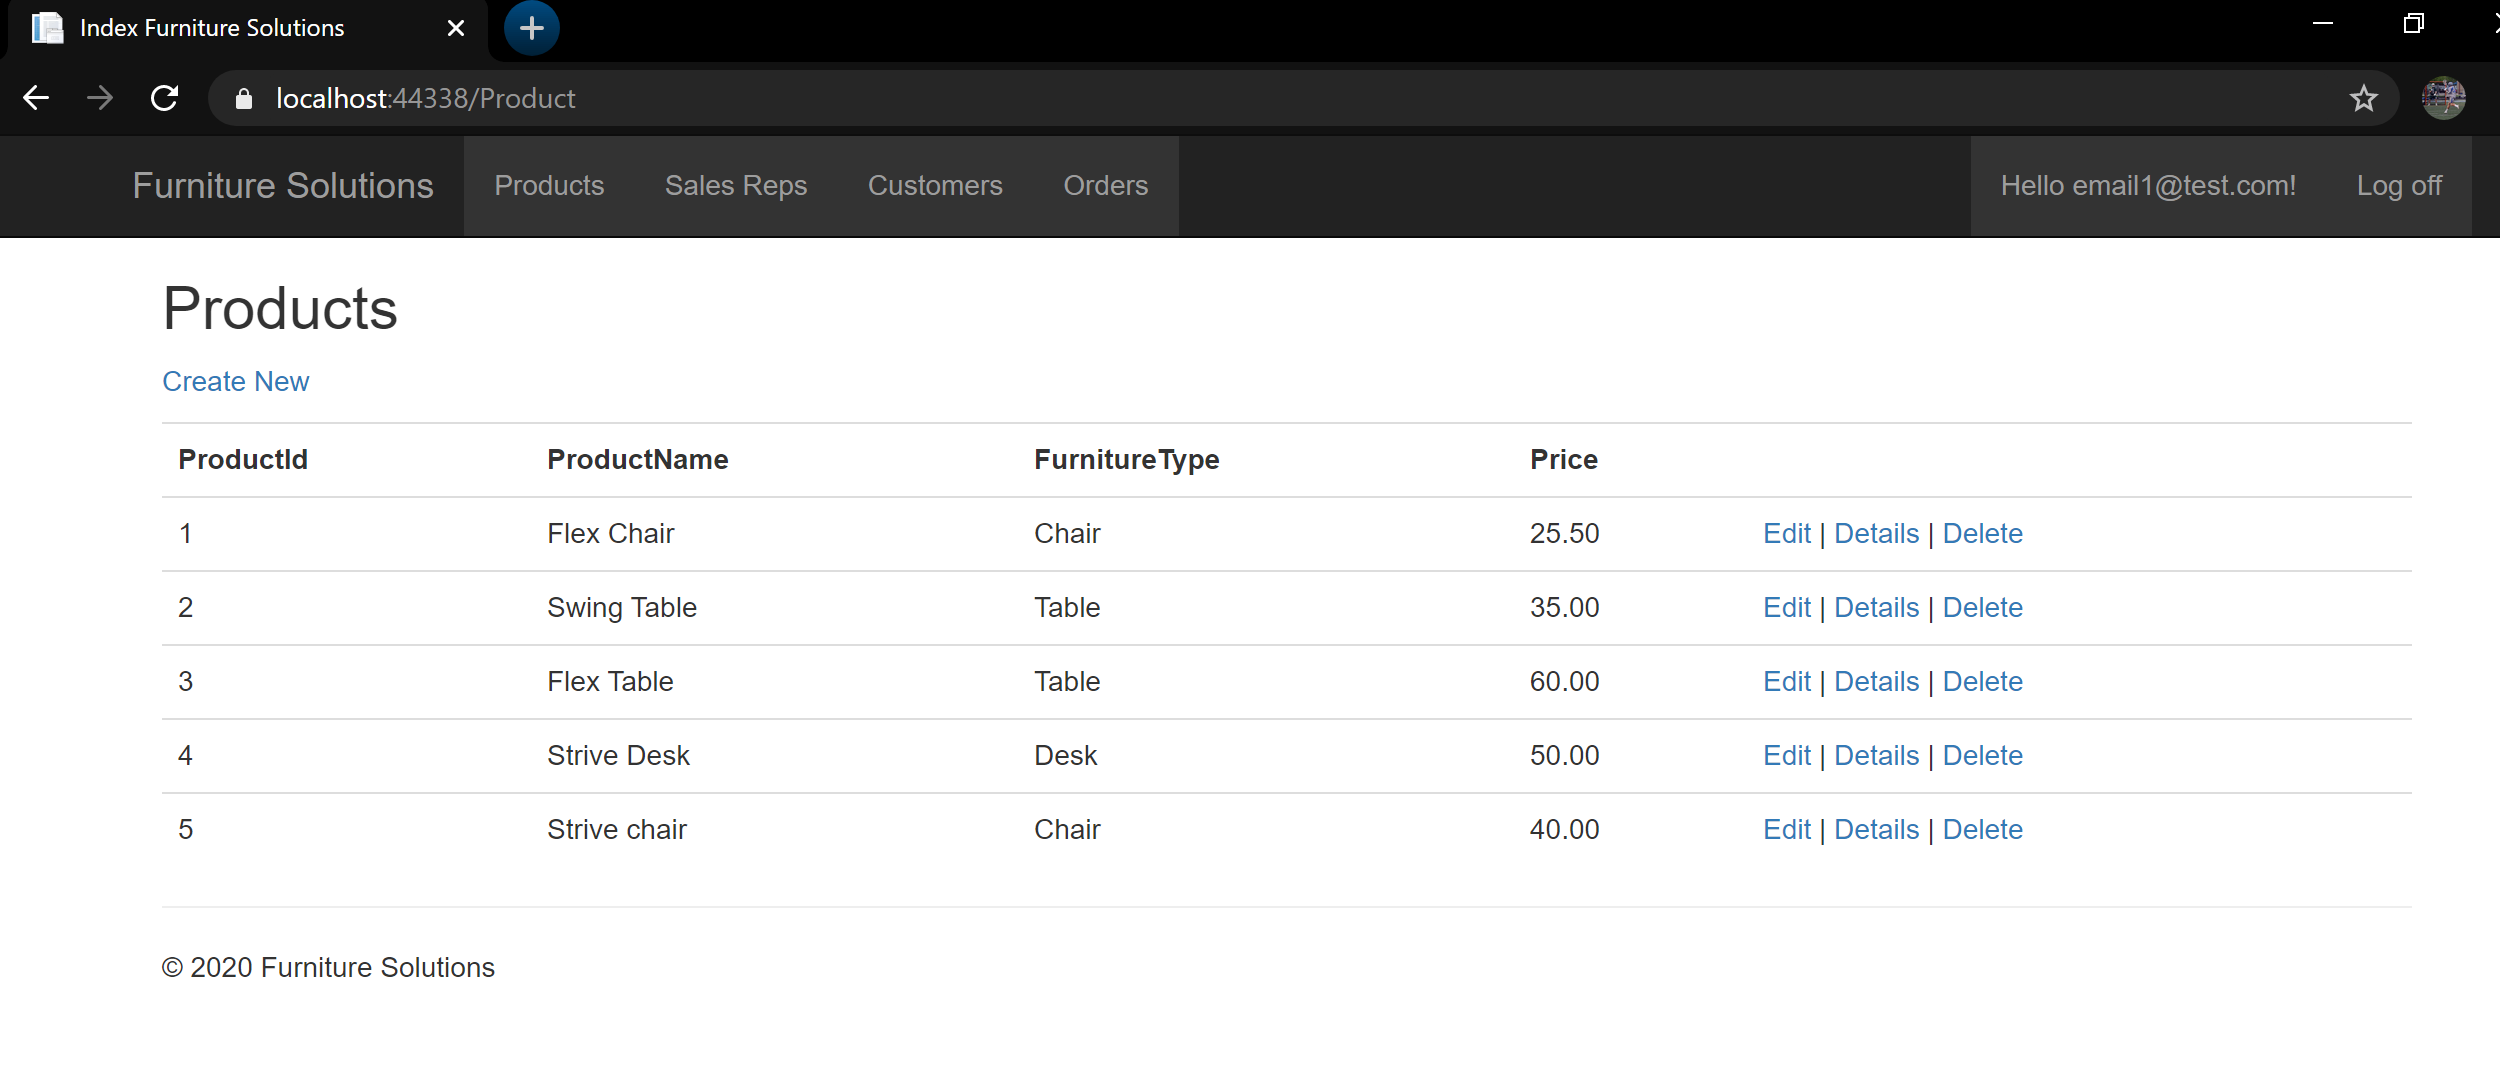 Index Furniture Solutions
localhost:44338/Product
Furniture Solutions Products Sales Reps Customers Orders Hello email1@test.com! Log off
Products
Create New
ProductId ProductName FurnitureType Price
1 Flex Chair Chair 25.50 Edit | Details | Delete
2 Swing Table Table 35.00 Edit | Details | Delete
3 Flex Table Table 60.00 Edit | Details | Delete
4 Strive Desk Desk 50.00 Edit | Details | Delete
5 Strive chair Chair 40.00 Edit | Details | Delete
© 2020 Furniture Solutions